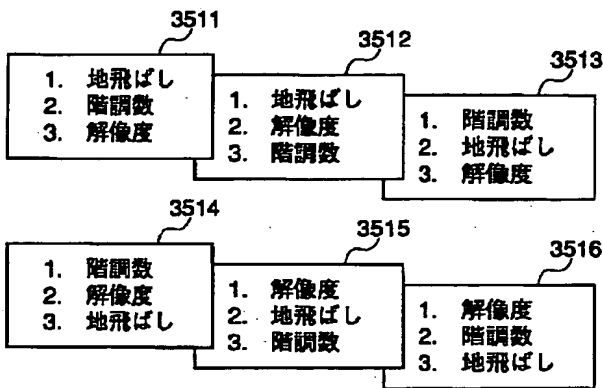 3511
1. 地飛ばし
2. 階調数
3. 解像度
3512
1. 地飛ばし
2. 解像度
3. 階調数
3513
1. 階調数
2. 地飛ばし
3. 解像度
3514
1. 階調数
2. 解像度
3. 地飛ばし
3515
1. 解像度
2. 地飛ばし
3. 階調数
3516
1. 解像度
2. 階調数
3. 地飛ばし